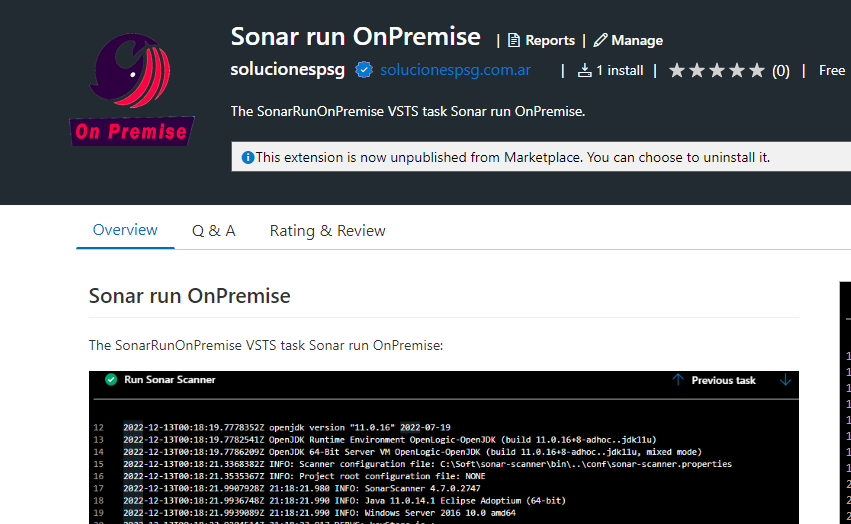 Sonar run OnPremise | Reports | Manage
solucionespsg solucionespsg.com.ar | 1 install | (0) | Free
The SonarRunOnPremise VSTS task Sonar run OnPremise.
On Premise
This extension is now unpublished from Marketplace. You can choose to uninstall it.
Overview Q & A Rating & Review
Sonar run OnPremise
The SonarRunOnPremise VSTS task Sonar run OnPremise:
Run Sonar Scanner Previous task
12 2022-12-13T00:18:19.7778352Z openjdk version "11.0.16" 2022-07-19
13 2022-12-13T00:18:19.7782541Z OpenJDK Runtime Environment OpenLogic-OpenJDK (build 11.0.16+8-adhoc..jdk11u)
14 2022-12-13T00:18:19.7786209Z OpenJDK 64-Bit Server VM OpenLogic-OpenJDK (build 11.0.16+8-adhoc..jdk11u, mixed mode)
15 2022-12-13T00:18:21.3368382Z INFO: Scanner configuration file: C:\Soft\sonar-scanner\bin\..\conf\sonar-scanner.properties
16 2022-12-13T00:18:21.3535367Z INFO: Project root configuration file: NONE
17 2022-12-13T00:18:21.9907928Z 21:18:21.980 INFO: SonarScanner 4.7.0.2747
18 2022-12-13T00:18:21.9936748Z 21:18:21.990 INFO: Java 11.0.14.1 Eclipse Adoptium (64-bit)
19 2022-12-13T00:18:21.9939089Z 21:18:21.990 INFO: Windows Server 2016 10.0 amd64